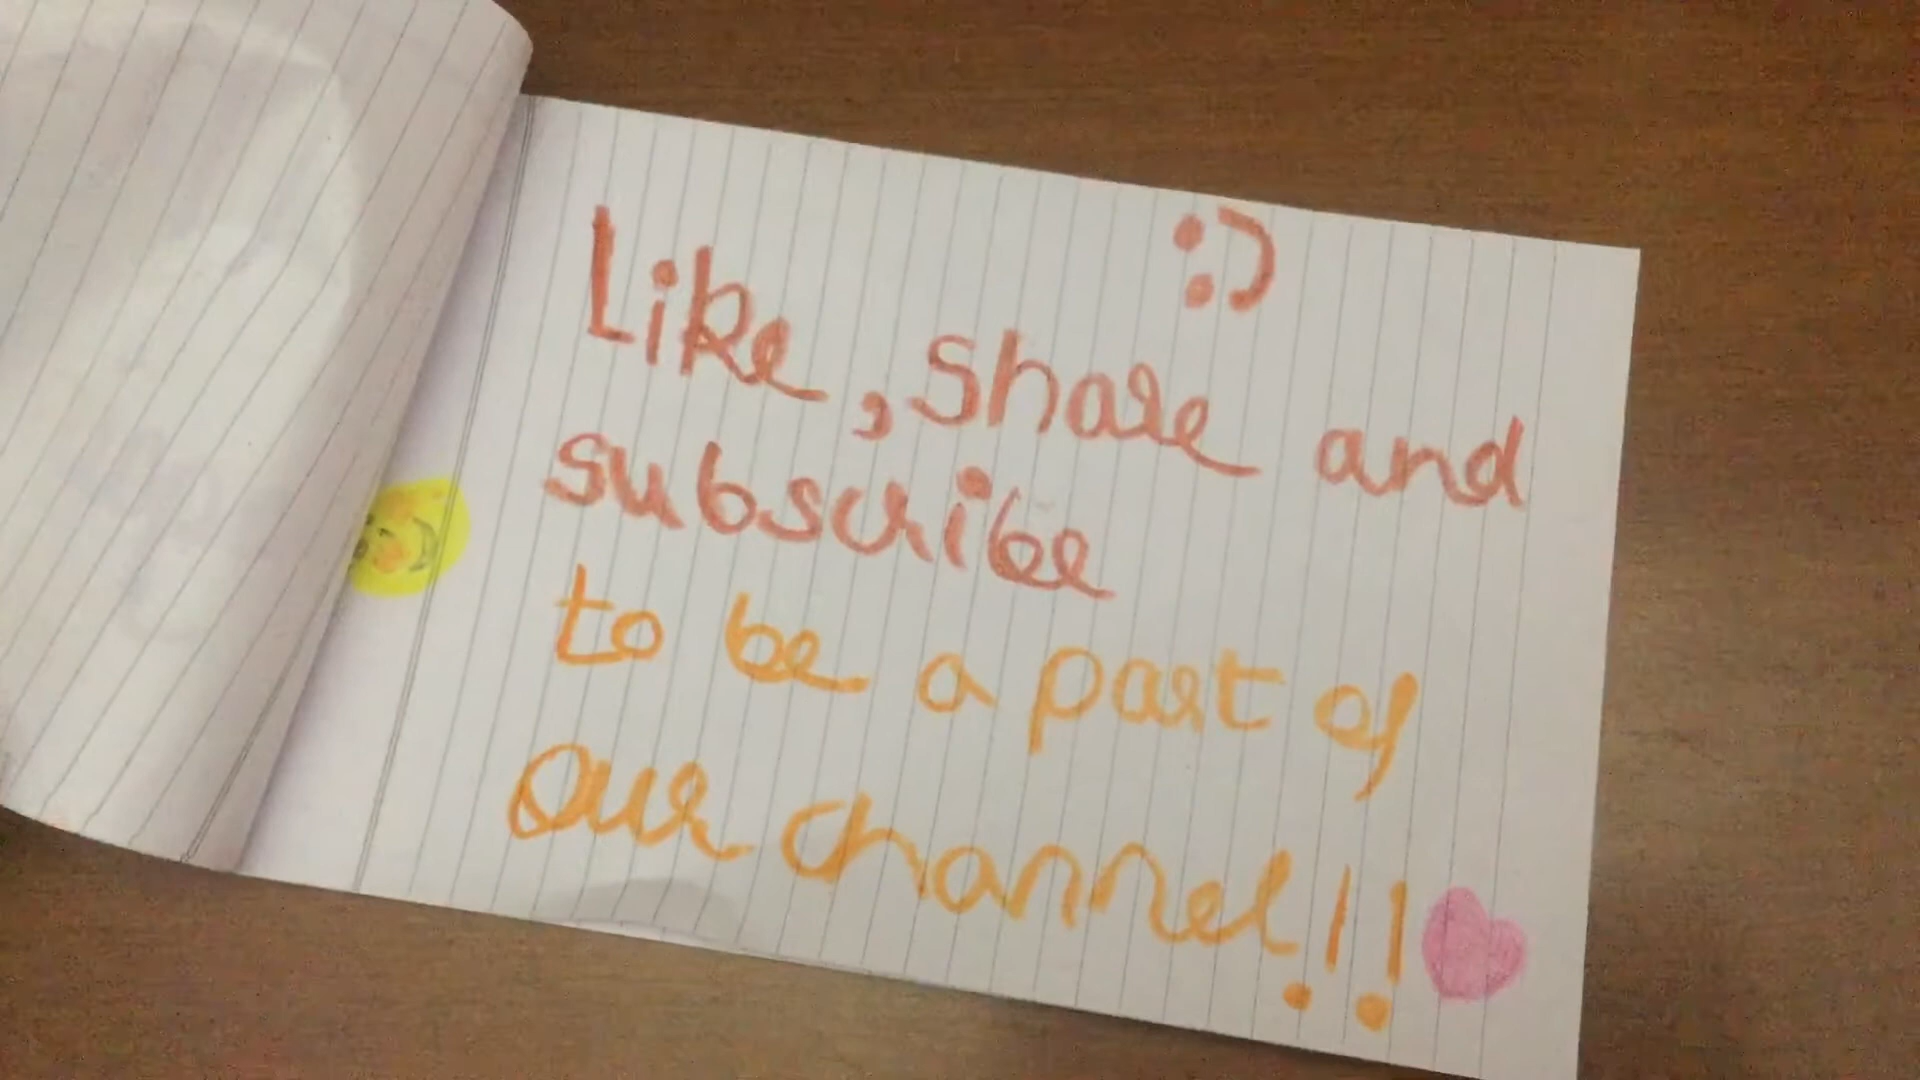 :)
Like, share and
subscribe
to be a part of
our channel!!